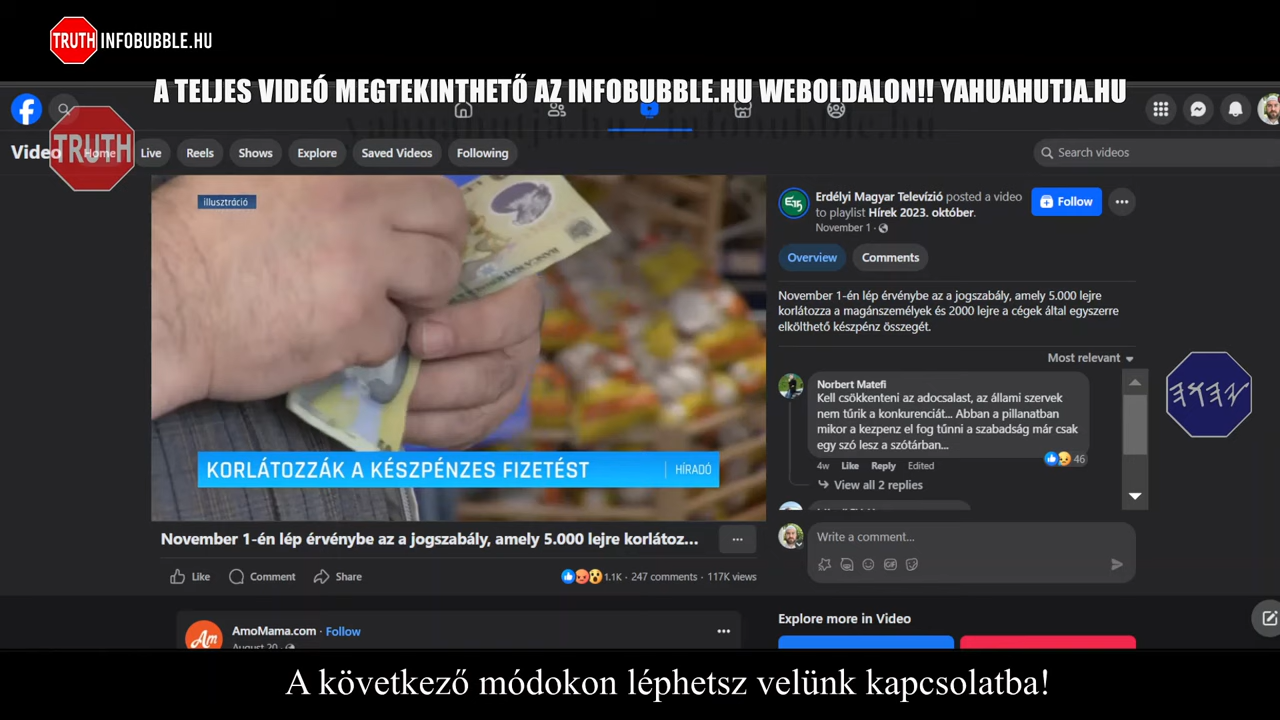 TRUTH INFOBUBBLE.HU
A TELJES VIDEÓ MEGTEKINTHETŐ AZ INFOBUBBLE.HU WEBOLDALON!! YAHUAHUTJA.HU
TRUTH
Video Home Live Reels Shows Explore Saved Videos Following
Search videos
illusztráció
Erdélyi Magyar Televízió posted a video
to playlist Hírek 2023. október.
November 1
Follow
Overview Comments
November 1-én lép érvénybe az a jogszabály, amely 5.000 lejre
korlátozza a magánszemélyek és 2000 lejre a cégek által egyszerre
elkölthető készpénz összegét.
Most relevant
Norbert Matefi
Kell csökkenteni az adocsalast, az állami szervek
nem tűrik a konkurenciát... Abban a pillanatban
mikor a kezpenz el fog tűnni a szabadság már csak
egy szó lesz a szótárban...
46
4w Like Reply Edited
View all 2 replies
𐤉𐤄𐤅𐤄
KORLÁTOZZÁK A KÉSZPÉNZES FIZETÉST
HÍRADÓ
November 1-én lép érvénybe az a jogszabály, amely 5.000 lejre korlátoz...
Like Comment Share
1.1K · 247 comments · 117K views
Write a comment...
AmoMama.com · Follow
August 20
Explore more in Video
A következő módokon léphetsz velünk kapcsolatba!